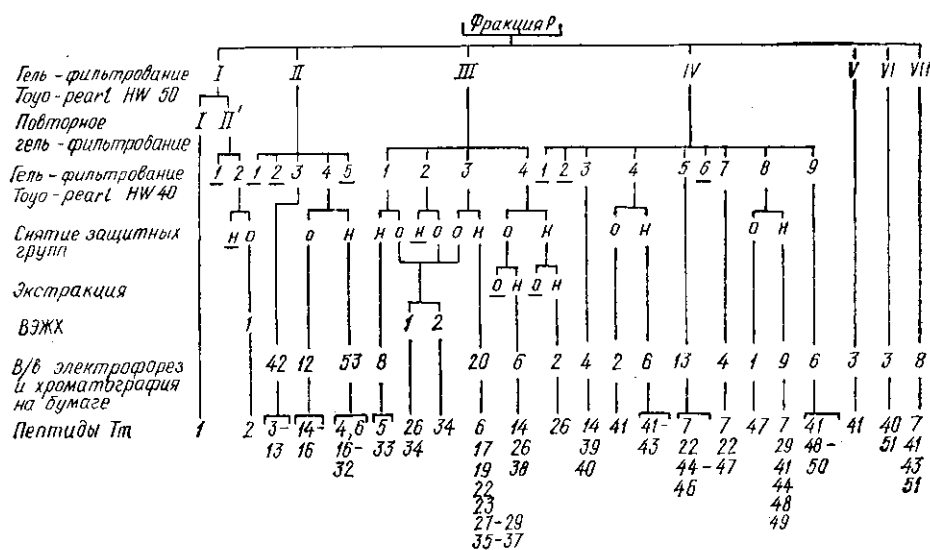 Фракция Р
Гель-фильтрование I II III IV V VI VII
Toyo-pearl HW 50
Повторное I II'
гель-фильтрование
Гель-фильтрование 1 2 1 2 3 4 5 1 2 3 4 1 2 3 4 5 6 7 8 9
Toyo-pearl HW 40
Снятие защитных н о о н н о н о о н о н о н о н
групп
Экстракция о н о н
ВЭЖХ 1 1 2
В/в электрофорез 42 12 53 8 20 6 2 4 2 6 13 4 1 9 6 3 3 8
и хроматография
на бумаге
Пептиды Tm 1 2 3- 14- 4,6 5 26 34 6 14 26 14 41 41- 7 7 47 7 41 41 40 7
13 16 16- 33 34 17 26 39 43 22 22 29 48- 51 41
32 19 38 40 44- 47 41 50 43
22 46 44 51
23 48
27-29 49
35-37